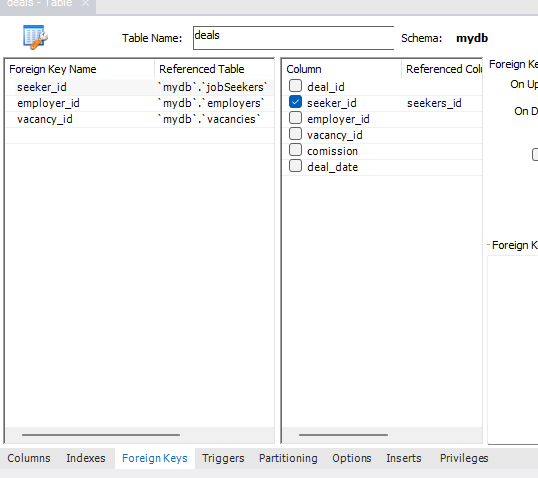 deals - Table
Table Name: deals Schema: mydb
Foreign Key Name Referenced Table
seeker_id `mydb`.`jobSeekers`
employer_id `mydb`.`employers`
vacancy_id `mydb`.`vacancies`
Column Referenced Colu
deal_id
seeker_id seekers_id
employer_id
vacancy_id
comission
deal_date
Foreign Ke
On Up
On D
Foreign K
Columns Indexes Foreign Keys Triggers Partitioning Options Inserts Privileges